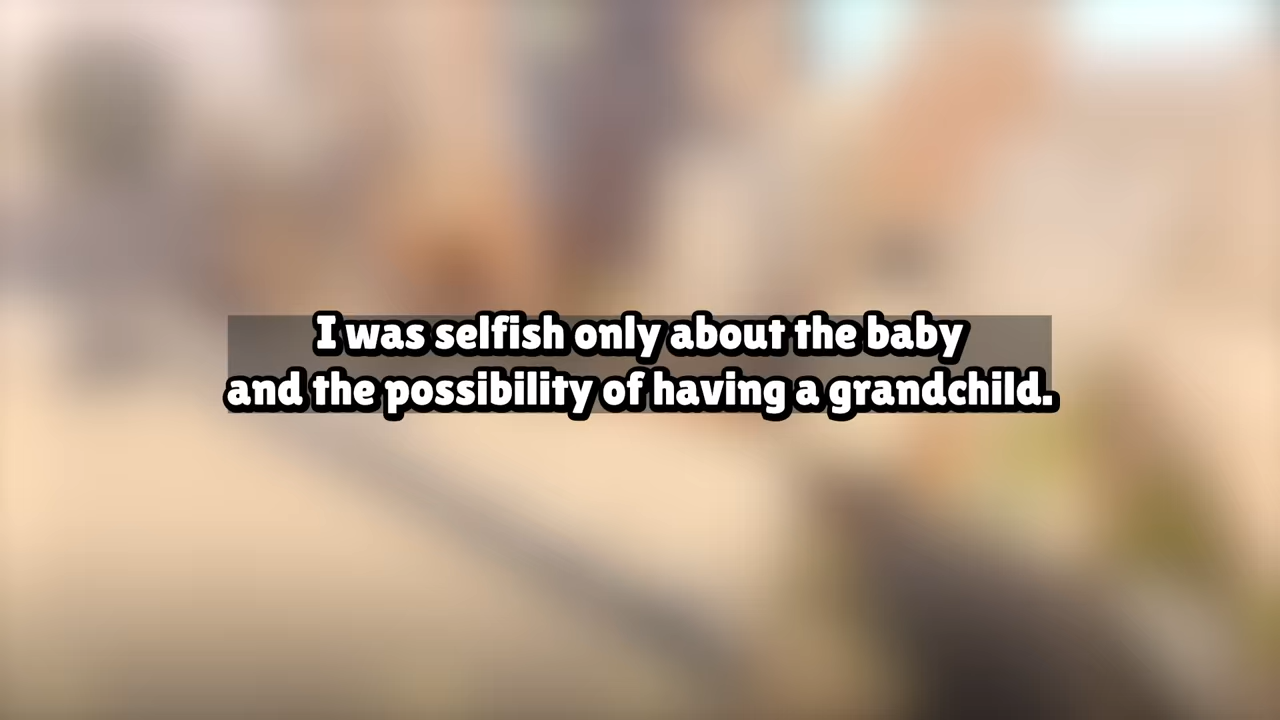 I was selfish only about the baby
and the possibility of having a grandchild.